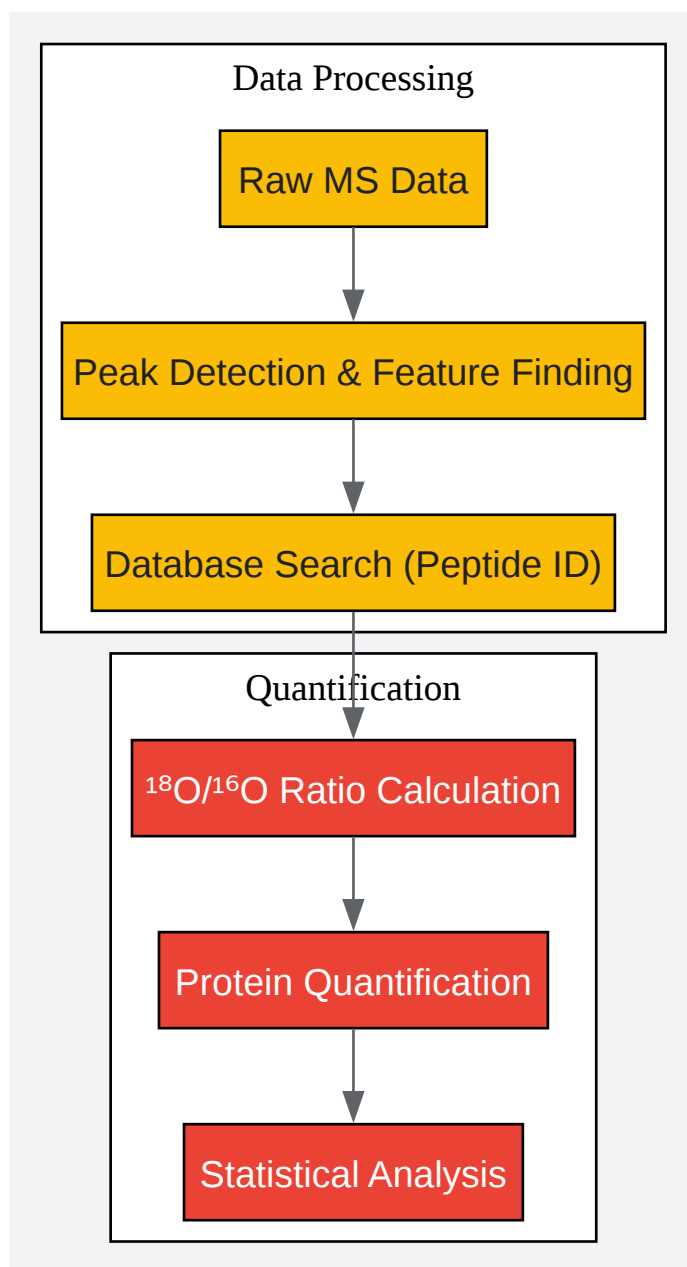 Data Processing
Raw MS Data
Peak Detection & Feature Finding
Database Search (Peptide ID)
Quantification
¹⁸O/¹⁶O Ratio Calculation
Protein Quantification
Statistical Analysis